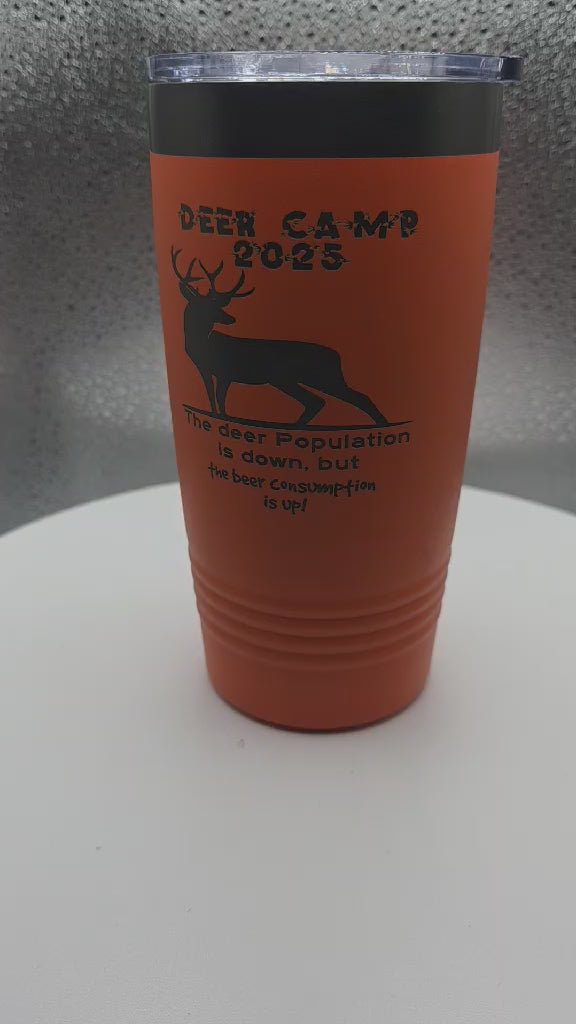 DEER CAMP
2025
The deer Population
is down, but
the beer consumption
is up!